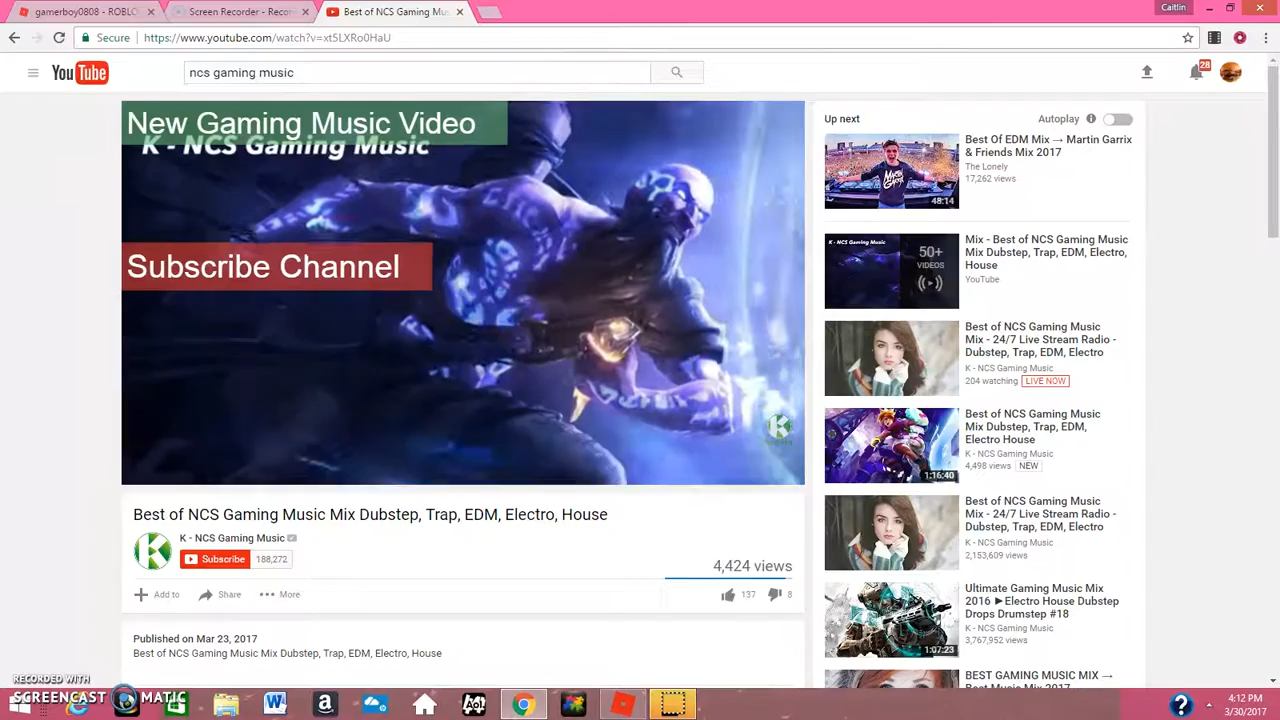 gamerboy0808 - ROBLO
Screen Recorder - Record
Best of NCS Gaming Mus
Caitlin
Secure
https://www.youtube.com/watch?v=xt5LXRo0HaU
YouTube
ncs gaming music
28
New Gaming Music Video
K - NCS Gaming Music
Subscribe Channel
Best of NCS Gaming Music Mix Dubstep, Trap, EDM, Electro, House
K - NCS Gaming Music
Subscribe 188,272
4,424 views
Add to Share More
137 8
Published on Mar 23, 2017
Best of NCS Gaming Music Mix Dubstep, Trap, EDM, Electro, House
Up next
Autoplay
MARTIN GARRIX
48:14
Best Of EDM Mix → Martin Garrix
& Friends Mix 2017
The Lonely
17,262 views
K - NCS Gaming Music
50+
VIDEOS
Mix - Best of NCS Gaming Music
Mix Dubstep, Trap, EDM, Electro,
House
YouTube
Best of NCS Gaming Music
Mix - 24/7 Live Stream Radio -
Dubstep, Trap, EDM, Electro
K - NCS Gaming Music
204 watching LIVE NOW
1:16:40
Best of NCS Gaming Music
Mix Dubstep, Trap, EDM,
Electro House
K - NCS Gaming Music
4,498 views NEW
Best of NCS Gaming Music
Mix - 24/7 Live Stream Radio -
Dubstep, Trap, EDM, Electro
K - NCS Gaming Music
2,153,609 views
1:07:23
Ultimate Gaming Music Mix
2016 ►Electro House Dubstep
Drops Drumstep #18
K - NCS Gaming Music
3,767,952 views
BEST GAMING MUSIC MIX →
RECORDED WITH
SCREENCAST MATIC
4:12 PM
3/30/2017